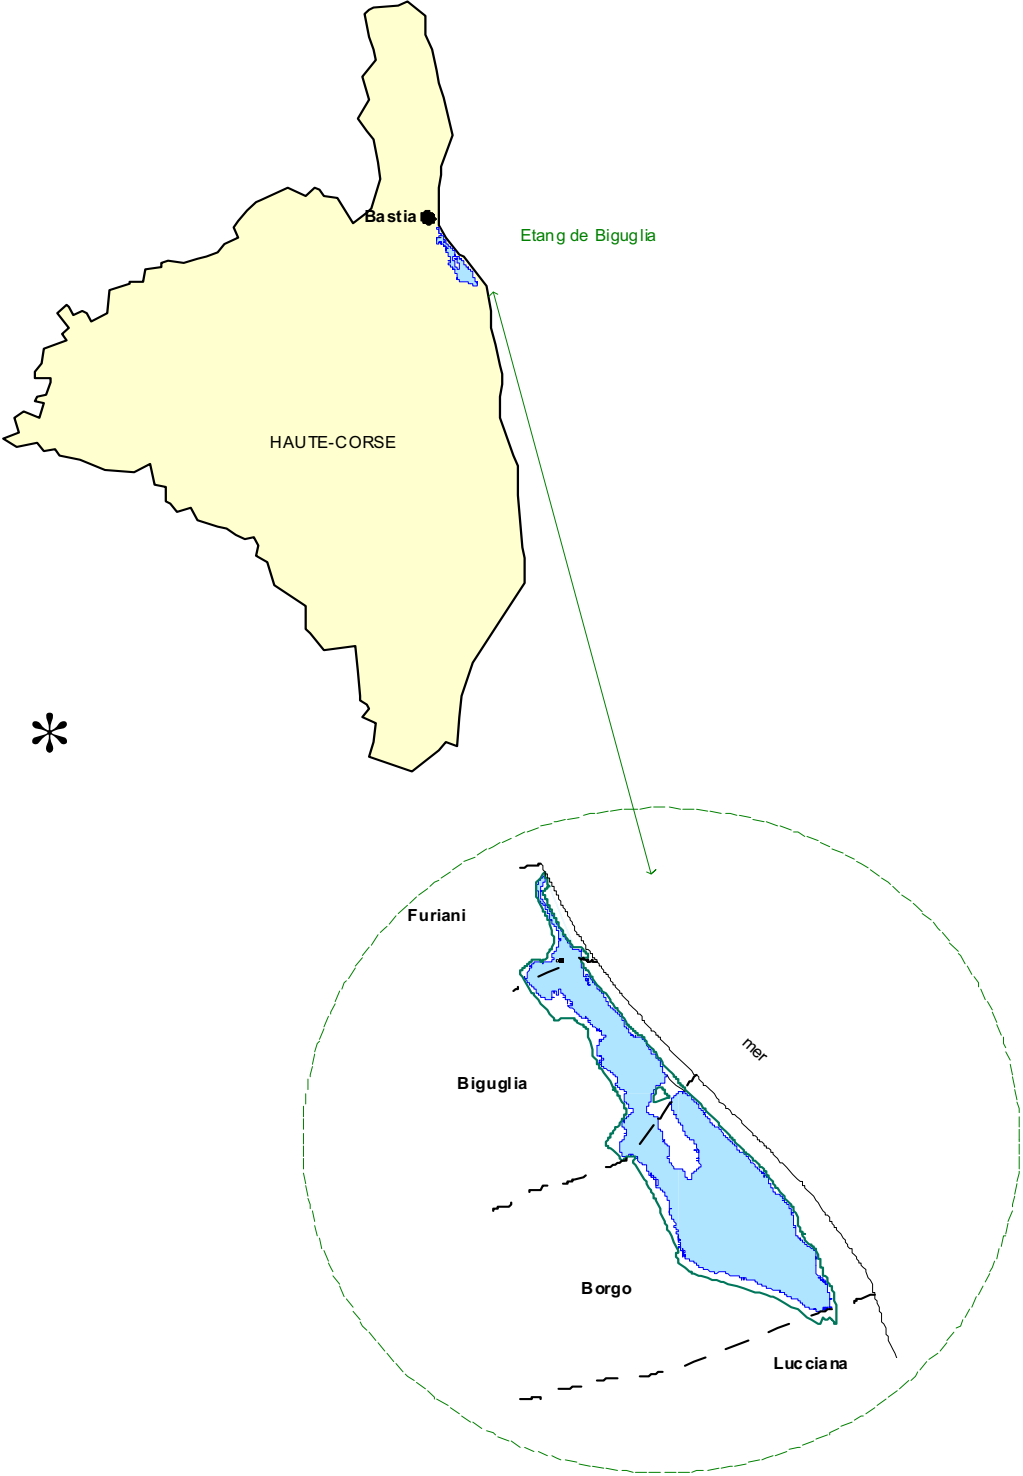 Bastia
Etang de Biguglia
HAUTE-CORSE
Furiani
mer
Biguglia
Borgo
Lucciana